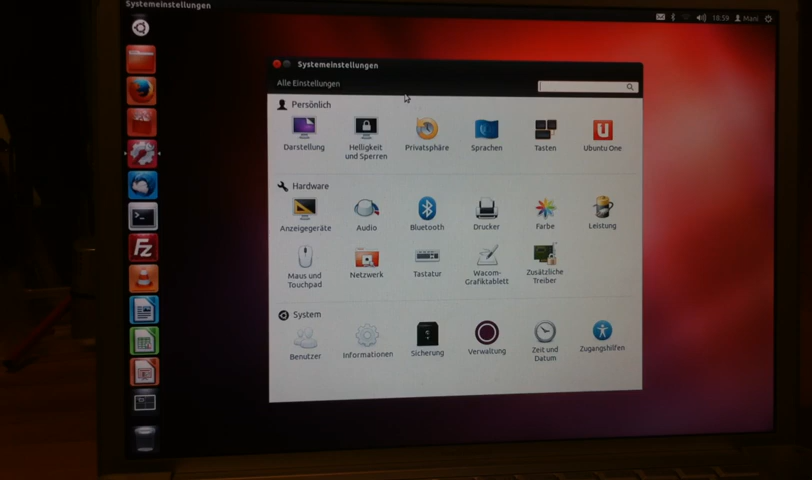 Systemeinstellungen
18:59 Mani
Systemeinstellungen
Alle Einstellungen
Persönlich
Darstellung
Helligkeit
und Sperren
Privatsphäre
Sprachen
Tasten
Ubuntu One
Hardware
Anzeigegeräte
Audio
Bluetooth
Drucker
Farbe
Leistung
Maus und
Touchpad
Netzwerk
Tastatur
Wacom-
Grafiktablett
Zusätzliche
Treiber
System
Benutzer
Informationen
Sicherung
Verwaltung
Zeit und
Datum
Zugangshilfen
Fz